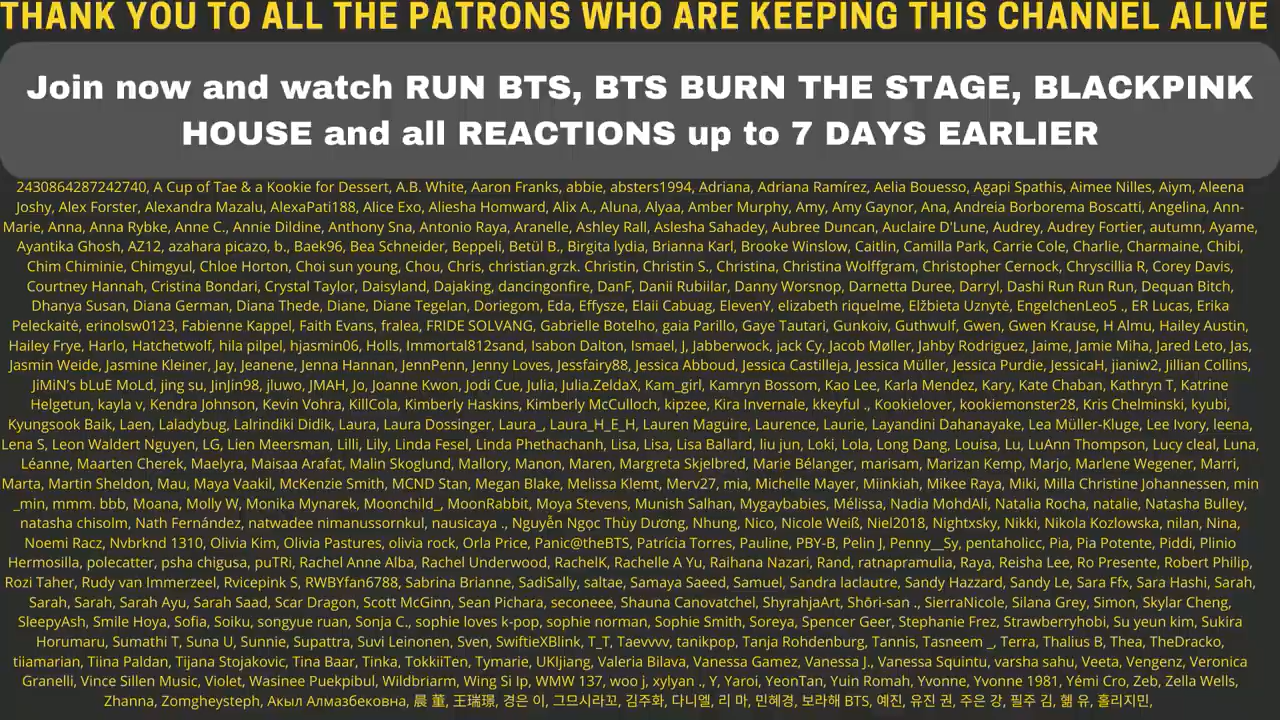 THANK YOU TO ALL THE PATRONS WHO ARE KEEPING THIS CHANNEL ALIVE
Join now and watch RUN BTS, BTS BURN THE STAGE, BLACKPINK
HOUSE and all REACTIONS up to 7 DAYS EARLIER
2430864287242740, A Cup of Tae & a Kookie for Dessert, A.B. White, Aaron Franks, abbie, absters1994, Adriana, Adriana Ramírez, Aelia Bouesso, Agapi Spathis, Aimee Nilles, Aiym, Aleena
Joshy, Alex Forster, Alexandra Mazalu, AlexaPati188, Alice Exo, Aliesha Homward, Alix A., Aluna, Alyaa, Amber Murphy, Amy, Amy Gaynor, Ana, Andreia Borborema Boscatti, Angelina, Ann-
Marie, Anna, Anna Rybke, Anne C., Annie Dildine, Anthony Sna, Antonio Raya, Aranelle, Ashley Rall, Aslesha Sahadey, Aubree Duncan, Auclaire D'Lune, Audrey, Audrey Fortier, autumn, Ayame,
Ayantika Ghosh, AZ12, azahara picazo, b., Baek96, Bea Schneider, Beppeli, Betül B., Birgita lydia, Brianna Karl, Brooke Winslow, Caitlin, Camilla Park, Carrie Cole, Charlie, Charmaine, Chibi,
Chim Chiminie, Chimgyul, Chloe Horton, Choi sun young, Chou, Chris, christian.grzk. Christin, Christin S., Christina, Christina Wolffgram, Christopher Cernock, Chryscillia R, Corey Davis,
Courtney Hannah, Cristina Bondari, Crystal Taylor, Daisyland, Dajaking, dancingonfire, DanF, Danii Rubiilar, Danny Worsnop, Darnetta Duree, Darryl, Dashi Run Run Run, Dequan Bitch,
Dhanya Susan, Diana German, Diana Thede, Diane, Diane Tegelan, Doriegom, Eda, Effysze, Elaii Cabuag, ElevenY, elizabeth riquelme, Elžbieta Uznytė, EngelchenLeo5 ., ER Lucas, Erika
Peleckaitė, erinolsw0123, Fabienne Kappel, Faith Evans, fralea, FRIDE SOLVANG, Gabrielle Botelho, gaia Parillo, Gaye Tautari, Gunkoiv, Guthwulf, Gwen, Gwen Krause, H Almu, Hailey Austin,
Hailey Frye, Harlo, Hatchetwolf, hila pilpel, hjasmin06, Holls, Immortal812sand, Isabon Dalton, Ismael, J, Jabberwock, jack Cy, Jacob Møller, Jahby Rodriguez, Jaime, Jamie Miha, Jared Leto, Jas,
Jasmin Weide, Jasmine Kleiner, Jay, Jeanene, Jenna Hannan, JennPenn, Jenny Loves, Jessfairy88, Jessica Abboud, Jessica Castilleja, Jessica Müller, Jessica Purdie, JessicaH, jianiw2, Jillian Collins,
JiMiN's bLuE MoLd, jing su, JinJin98, jluwo, JMAH, Jo, Joanne Kwon, Jodi Cue, Julia, Julia.ZeldaX, Kam_girl, Kamryn Bossom, Kao Lee, Karla Mendez, Kary, Kate Chaban, Kathryn T, Katrine
Helgetun, kayla v, Kendra Johnson, Kevin Vohra, KillCola, Kimberly Haskins, Kimberly McCulloch, kipzee, Kira Invernale, kkeyful ., Kookielover, kookiemonster28, Kris Chelminski, kyubi,
Kyungsook Baik, Laen, Laladybug, Lalrindiki Didik, Laura, Laura Dossinger, Laura_, Laura_H_E_H, Lauren Maguire, Laurence, Laurie, Layandini Dahanayake, Lea Müller-Kluge, Lee Ivory, leena,
Lena S, Leon Waldert Nguyen, LG, Lien Meersman, Lilli, Lily, Linda Fesel, Linda Phethachanh, Lisa, Lisa, Lisa Ballard, liu jun, Loki, Lola, Long Dang, Louisa, Lu, LuAnn Thompson, Lucy cleal, Luna,
Léanne, Maarten Cherek, Maelyra, Maisaa Arafat, Malin Skoglund, Mallory, Manon, Maren, Margreta Skjelbred, Marie Bélanger, marisam, Marizan Kemp, Marjo, Marlene Wegener, Marri,
Marta, Martin Sheldon, Mau, Maya Vaakil, McKenzie Smith, MCND Stan, Megan Blake, Melissa Klemt, Merv27, mia, Michelle Mayer, Miinkiah, Mikee Raya, Miki, Milla Christine Johannessen, min
_min, mmm. bbb, Moana, Molly W, Monika Mynarek, Moonchild_, MoonRabbit, Moya Stevens, Munish Salhan, Mygaybabies, Mélissa, Nadia MohdAli, Natalia Rocha, natalie, Natasha Bulley,
natasha chisolm, Nath Fernández, natwadee nimanussornkul, nausicaya ., Nguyễn Ngọc Thùy Dương, Nhung, Nico, Nicole Weiß, Niel2018, Nightxsky, Nikki, Nikola Kozlowska, nilan, Nina,
Noemi Racz, Nvbrknd 1310, Olivia Kim, Olivia Pastures, olivia rock, Orla Price, Panic@theBTS, Patrícia Torres, Pauline, PBY-B, Pelin J, Penny__Sy, pentaholicc, Pia, Pia Potente, Piddi, Plinio
Hermosilla, polecatter, psha chigusa, puTRi, Rachel Anne Alba, Rachel Underwood, RachelK, Rachelle A Yu, Raihana Nazari, Rand, ratnapramulia, Raya, Reisha Lee, Ro Presente, Robert Philip,
Rozi Taher, Rudy van Immerzeel, Rvicepink S, RWBYfan6788, Sabrina Brianne, SadiSally, saltae, Samaya Saeed, Samuel, Sandra laclautre, Sandy Hazzard, Sandy Le, Sara Ffx, Sara Hashi, Sarah,
Sarah, Sarah, Sarah Ayu, Sarah Saad, Scar Dragon, Scott McGinn, Sean Pichara, seconeee, Shauna Canovatchel, ShyrahjaArt, Shōri-san ., SierraNicole, Silana Grey, Simon, Skylar Cheng,
SleepyAsh, Smile Hoya, Sofia, Soiku, songyue ruan, Sonja C., sophie loves k-pop, sophie norman, Sophie Smith, Soreya, Spencer Geer, Stephanie Frez, Strawberryhobi, Su yeun kim, Sukira
Horumaru, Sumathi T, Suna U, Sunnie, Supattra, Suvi Leinonen, Sven, SwiftieXBlink, T_T, Taevvvv, tanikpop, Tanja Rohdenburg, Tannis, Tasneem _, Terra, Thalius B, Thea, TheDracko,
tiiamarian, Tiina Paldan, Tijana Stojakovic, Tina Baar, Tinka, TokkiiTen, Tymarie, UKIjiang, Valeria Bilava, Vanessa Gamez, Vanessa J., Vanessa Squintu, varsha sahu, Veeta, Vengenz, Veronica
Granelli, Vince Sillen Music, Violet, Wasinee Puekpibul, Wildbriarm, Wing Si Ip, WMW 137, woo j, xylyan ., Y, Yaroi, YeonTan, Yuin Romah, Yvonne, Yvonne 1981, Yémi Cro, Zeb, Zella Wells,
Zhanna, Zomgheysteph, Акыл Алмазбековна, 晨 董, 王瑞璟, 경은 이, 그므시라꼬, 김주화, 다니엘, 리 마, 민혜경, 보라해 BTS, 예진, 유진 권, 주은 강, 필주 김, 헮 유, 홀리지민,